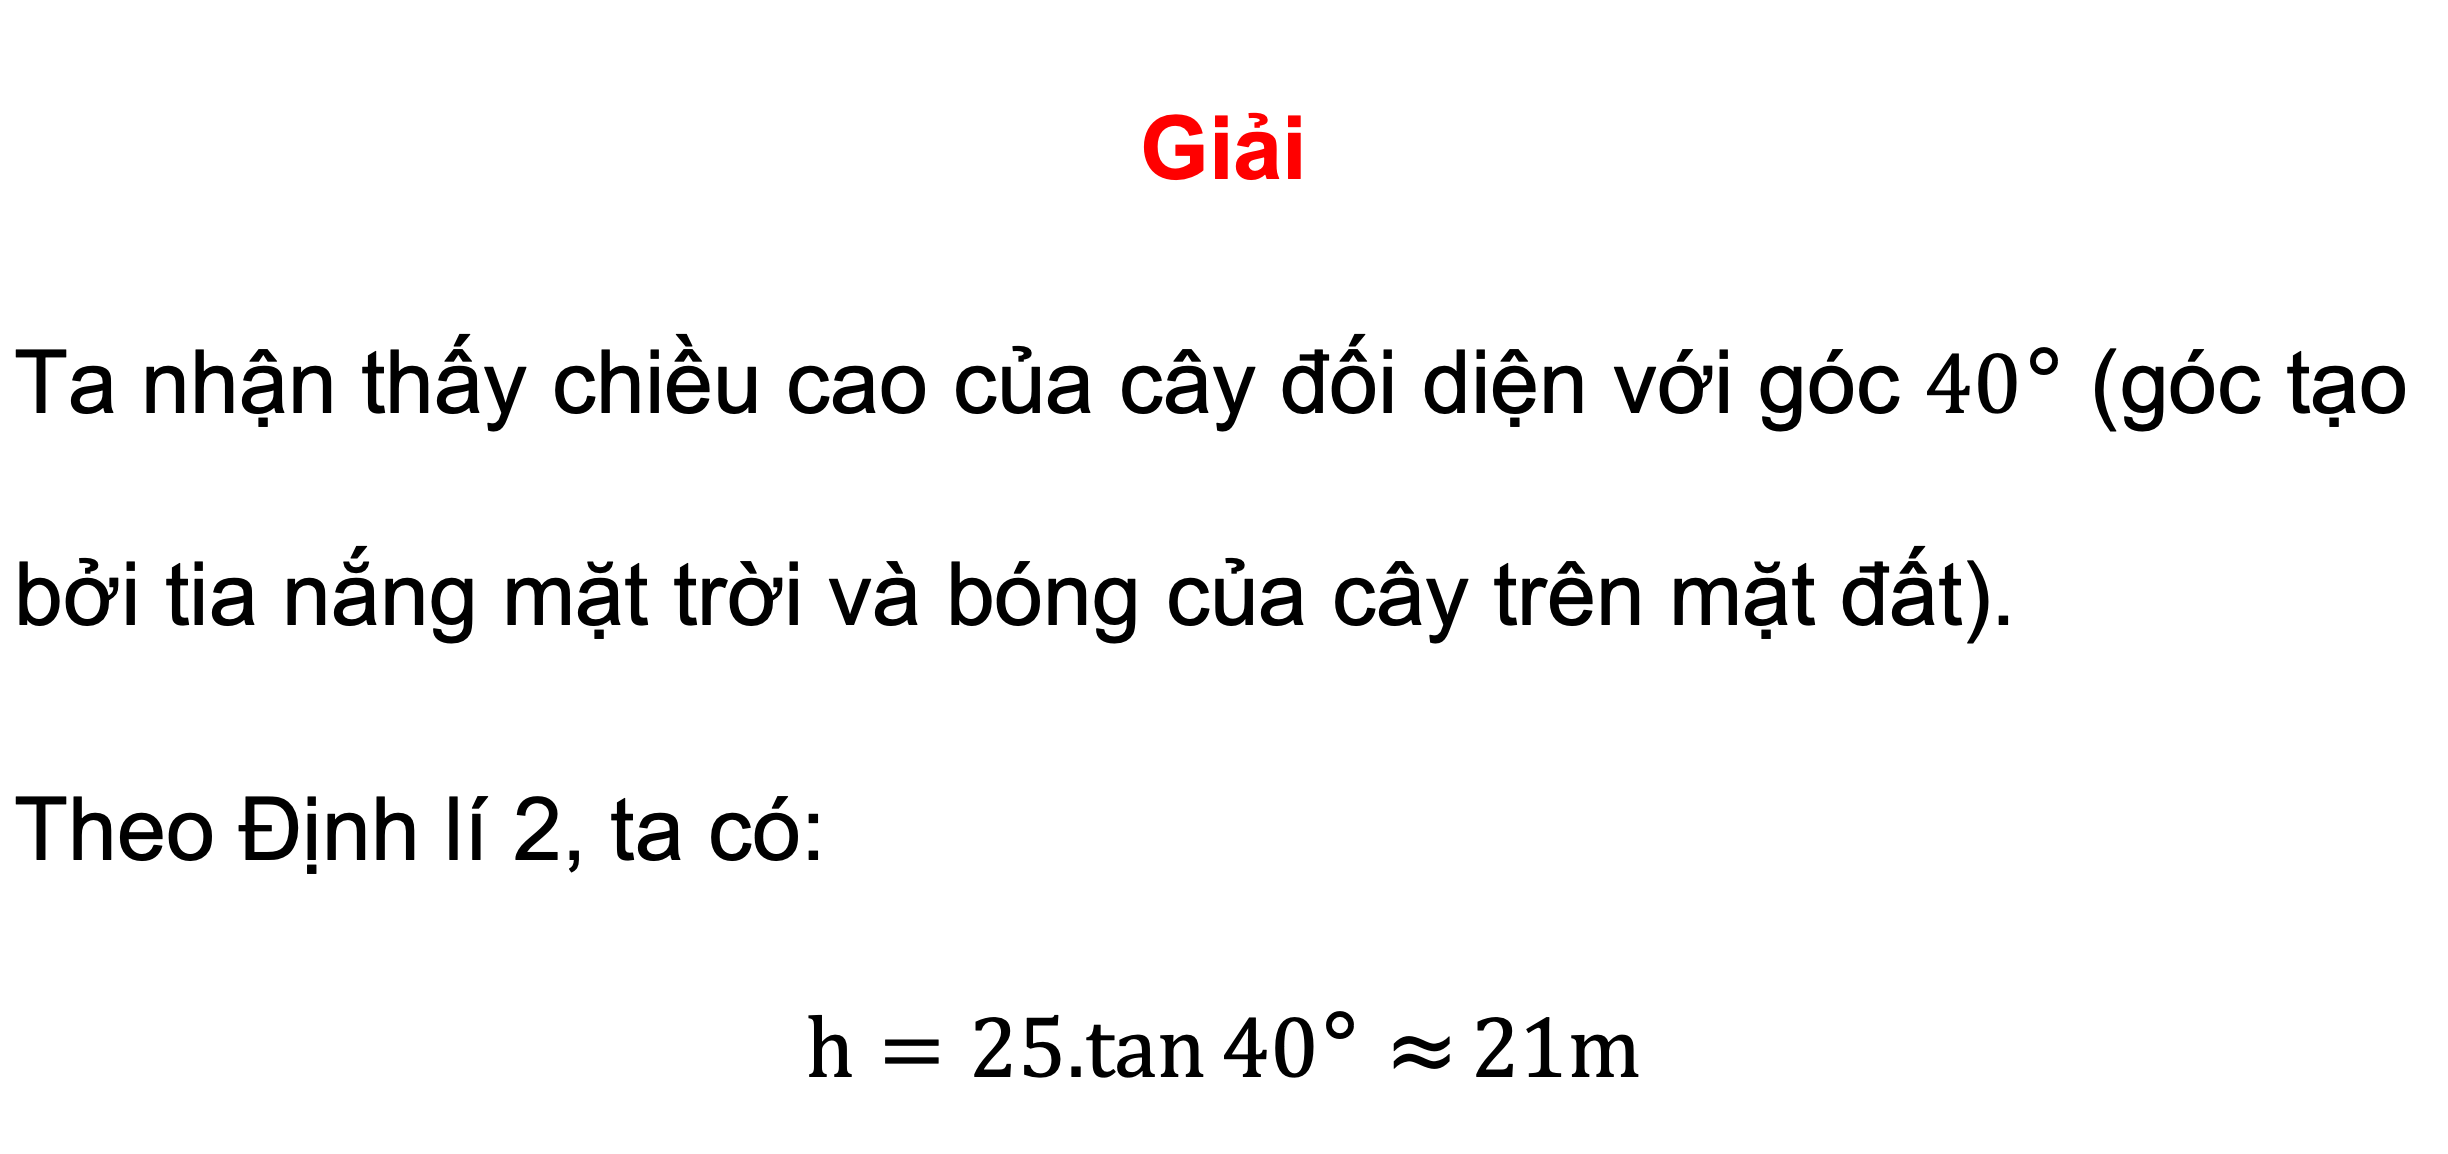 Giải
Ta nhận thấy chiều cao của cây đối diện với góc 40° (góc tạo
bởi tia nắng mặt trời và bóng của cây trên mặt đất).
Theo Định lí 2, ta có:
h = 25.tan 40° ≈ 21m